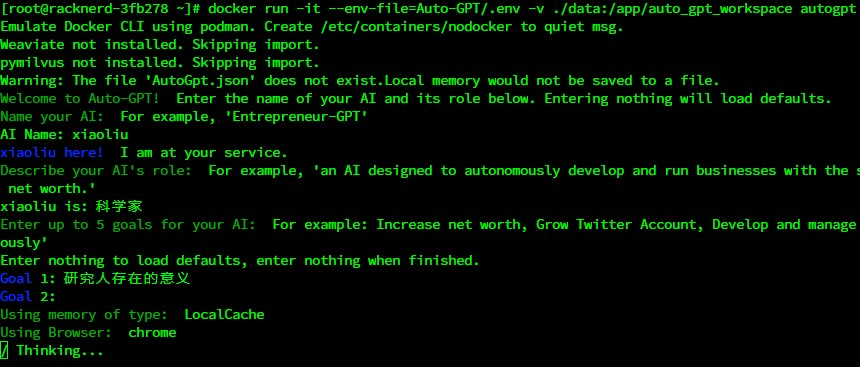 [root@racknerd-3fb278 ~]# docker run -it --env-file=Auto-GPT/.env -v ./data:/app/auto_gpt_workspace autogpt
Emulate Docker CLI using podman. Create /etc/containers/nodocker to quiet msg.
Weaviate not installed. Skipping import.
pymilvus not installed. Skipping import.
Warning: The file 'AutoGpt.json' does not exist.Local memory would not be saved to a file.
Welcome to Auto-GPT!  Enter the name of your AI and its role below. Entering nothing will load defaults.
Name your AI:  For example, 'Entrepreneur-GPT'
AI Name: xiaoliu
xiaoliu here!  I am at your service.
Describe your AI's role:  For example, 'an AI designed to autonomously develop and run businesses with the s
 net worth.'
xiaoliu is: 科学家
Enter up to 5 goals for your AI:  For example: Increase net worth, Grow Twitter Account, Develop and manage
ously'
Enter nothing to load defaults, enter nothing when finished.
Goal 1: 研究人存在的意义
Goal 2:
Using memory of type:  LocalCache
Using Browser:  chrome
/ Thinking...